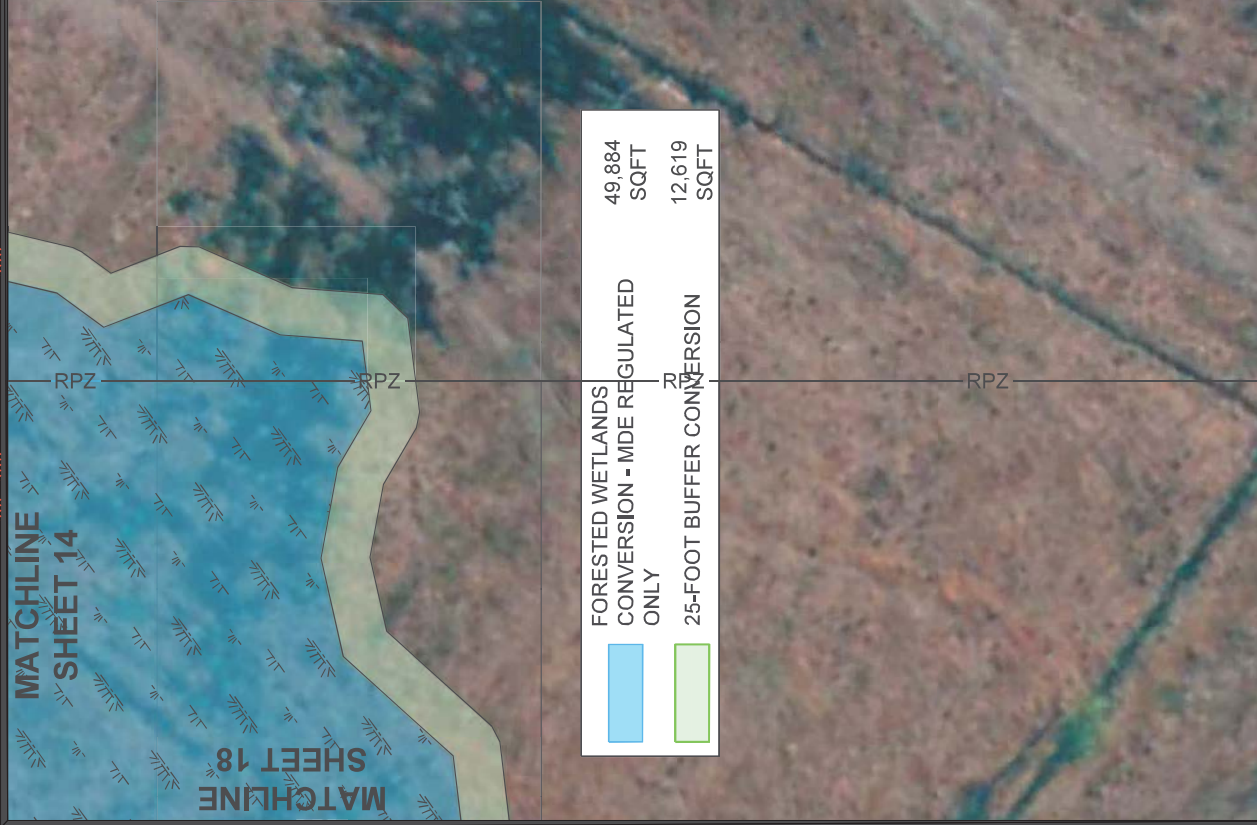 MATCHLINE
SHEET 14
MATCHLINE
SHEET 18
RPZ
RPZ
RPZ
RPZ
FORESTED WETLANDS
CONVERSION - MDE REGULATED
ONLY
49,884
SQFT
25-FOOT BUFFER CONVERSION
12,619
SQFT